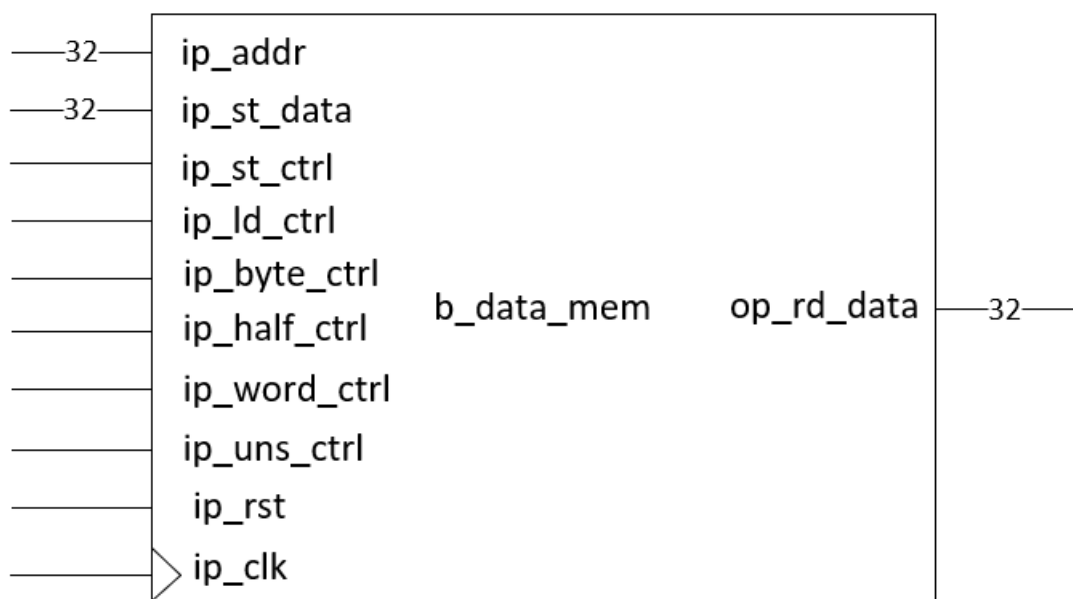 32 ip_addr
32 ip_st_data
ip_st_ctrl
ip_ld_ctrl
ip_byte_ctrl
b_data_mem op_rd_data 32
ip_half_ctrl
ip_word_ctrl
ip_uns_ctrl
ip_rst
ip_clk